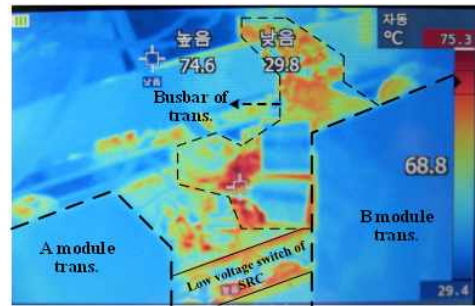 자동
℃ 75.3
높음 낮음
74.6 29.8
Busbar of
trans.
68.8
A module
trans.
B module
trans.
Low voltage switch of
SRC
29.4